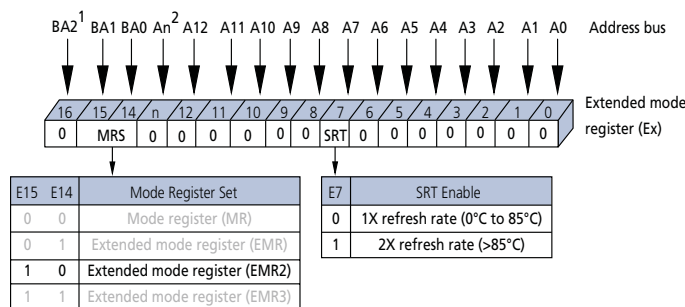 BA2¹ BA1 BA0 An² A12 A11 A10 A9 A8 A7 A6 A5 A4 A3 A2 A1 A0 Address bus
16 15 14 n 12 11 10 9 8 7 6 5 4 3 2 1 0 Extended mode
register (Ex)
0 MRS 0 0 0 0 0 0 SRT 0 0 0 0 0 0 0
E15 E14 Mode Register Set
0 0 Mode register (MR)
0 1 Extended mode register (EMR)
1 0 Extended mode register (EMR2)
1 1 Extended mode register (EMR3)
E7 SRT Enable
0 1X refresh rate (0°C to 85°C)
1 2X refresh rate (>85°C)